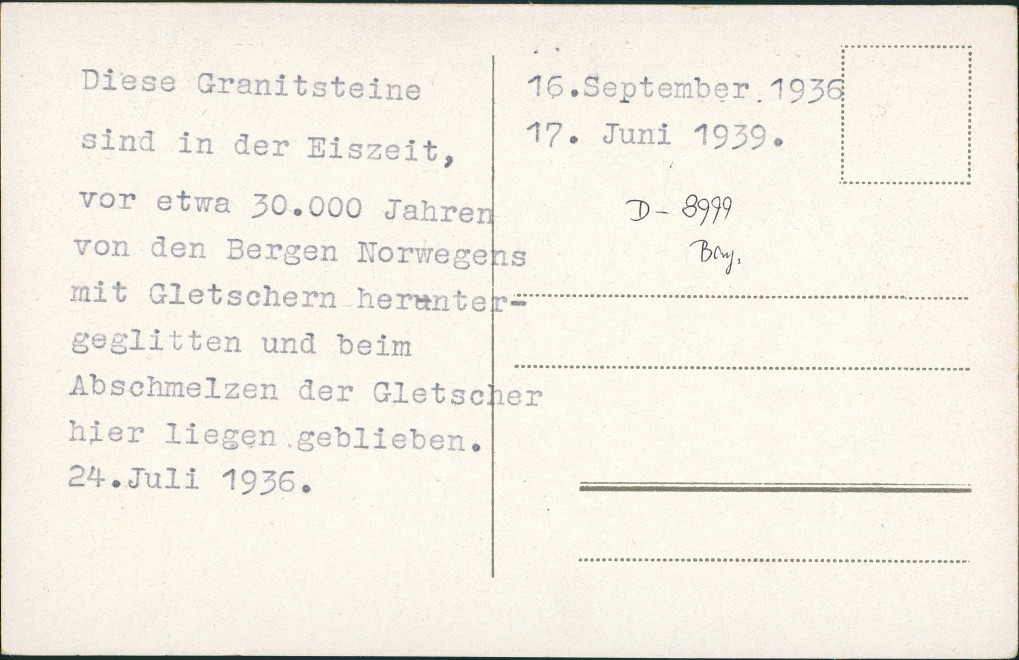 Diese Granitsteine
sind in der Eiszeit,
vor etwa 30.000 Jahren
von den Bergen Norwegens
mit Gletschern herunter-
geglitten und beim
Abschmelzen der Gletscher
hier liegen geblieben.
24.Juli 1936.
16.September 1936
17. Juni 1939.
D- 8999
Bay.